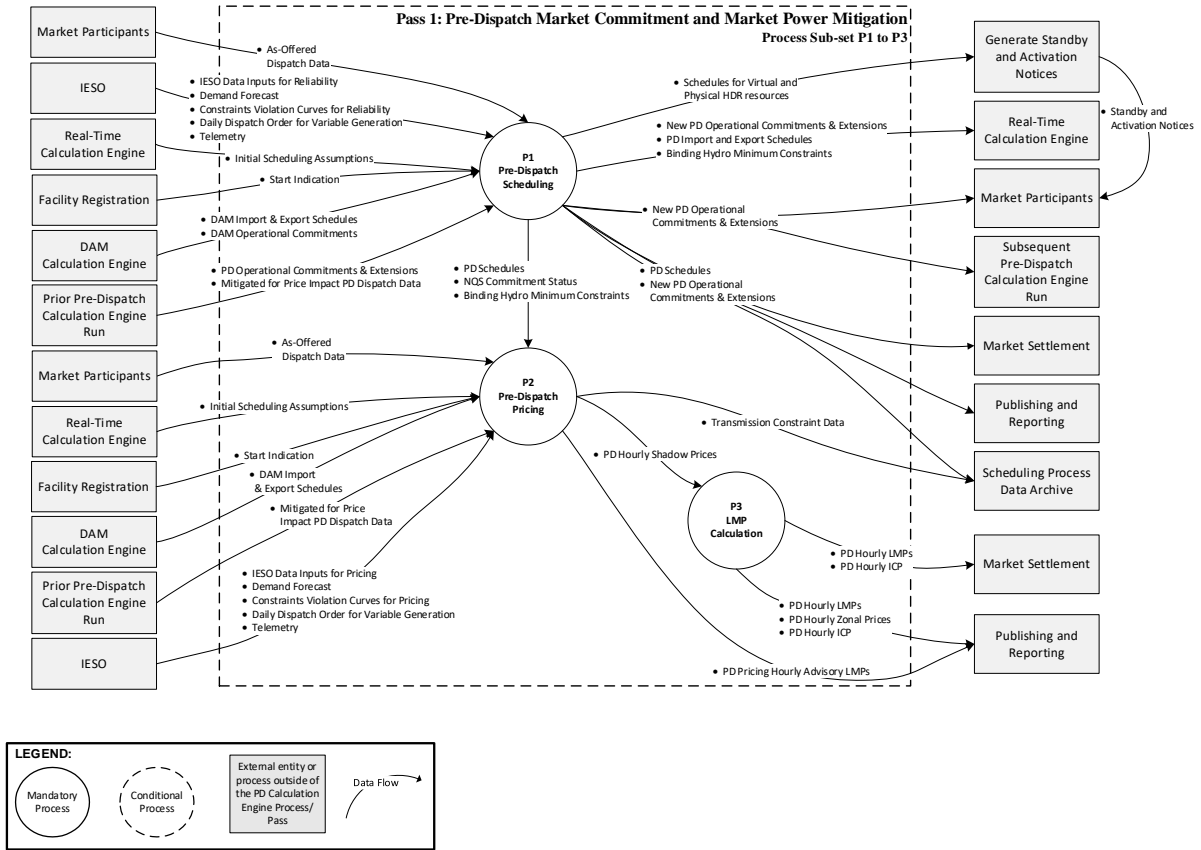 Pass 1: Pre-Dispatch Market Commitment and Market Power Mitigation
Process Sub-set P1 to P3
Market Participants
IESO
Real-Time
Calculation Engine
Facility Registration
DAM
Calculation Engine
Prior Pre-Dispatch
Calculation Engine
Run
Market Participants
Real-Time
Calculation Engine
Facility Registration
DAM
Calculation Engine
Prior Pre-Dispatch
Calculation Engine
Run
IESO
• As-Offered
Dispatch Data
• IESO Data Inputs for Reliability
• Demand Forecast
• Constraints Violation Curves for Reliability
• Daily Dispatch Order for Variable Generation
• Telemetry
• Initial Scheduling Assumptions
• Start Indication
• DAM Import & Export Schedules
• DAM Operational Commitments
• PD Operational Commitments & Extensions
• Mitigated for Price Impact PD Dispatch Data
• As-Offered
Dispatch Data
• Initial Scheduling Assumptions
• Start Indication
• DAM Import
& Export Schedules
• Mitigated for Price
Impact PD Dispatch Data
• IESO Data Inputs for Pricing
• Demand Forecast
• Constraints Violation Curves for Pricing
• Daily Dispatch Order for Variable Generation
• Telemetry
P1
Pre-Dispatch
Scheduling
• PD Schedules
• NQS Commitment Status
• Binding Hydro Minimum Constraints
P2
Pre-Dispatch
Pricing
• Schedules for Virtual and
Physical HDR resources
• New PD Operational Commitments & Extensions
• PD Import and Export Schedules
• Binding Hydro Minimum Constraints
• New PD Operational
Commitments & Extensions
• PD Schedules
• New PD Operational
Commitments & Extensions
• Transmission Constraint Data
• PD Hourly Shadow Prices
P3
LMP
Calculation
• PD Hourly LMPs
• PD Hourly ICP
• PD Hourly LMPs
• PD Hourly Zonal Prices
• PD Hourly ICP
• PD Pricing Hourly Advisory LMPs
Generate Standby
and Activation
Notices
• Standby and
Activation Notices
Real-Time
Calculation Engine
Market Participants
Subsequent
Pre-Dispatch
Calculation Engine
Run
Market Settlement
Publishing and
Reporting
Scheduling Process
Data Archive
Market Settlement
Publishing and
Reporting
LEGEND:
Mandatory
Process
Conditional
Process
External entity or
process outside of
the PD Calculation
Engine Process/
Pass
Data Flow